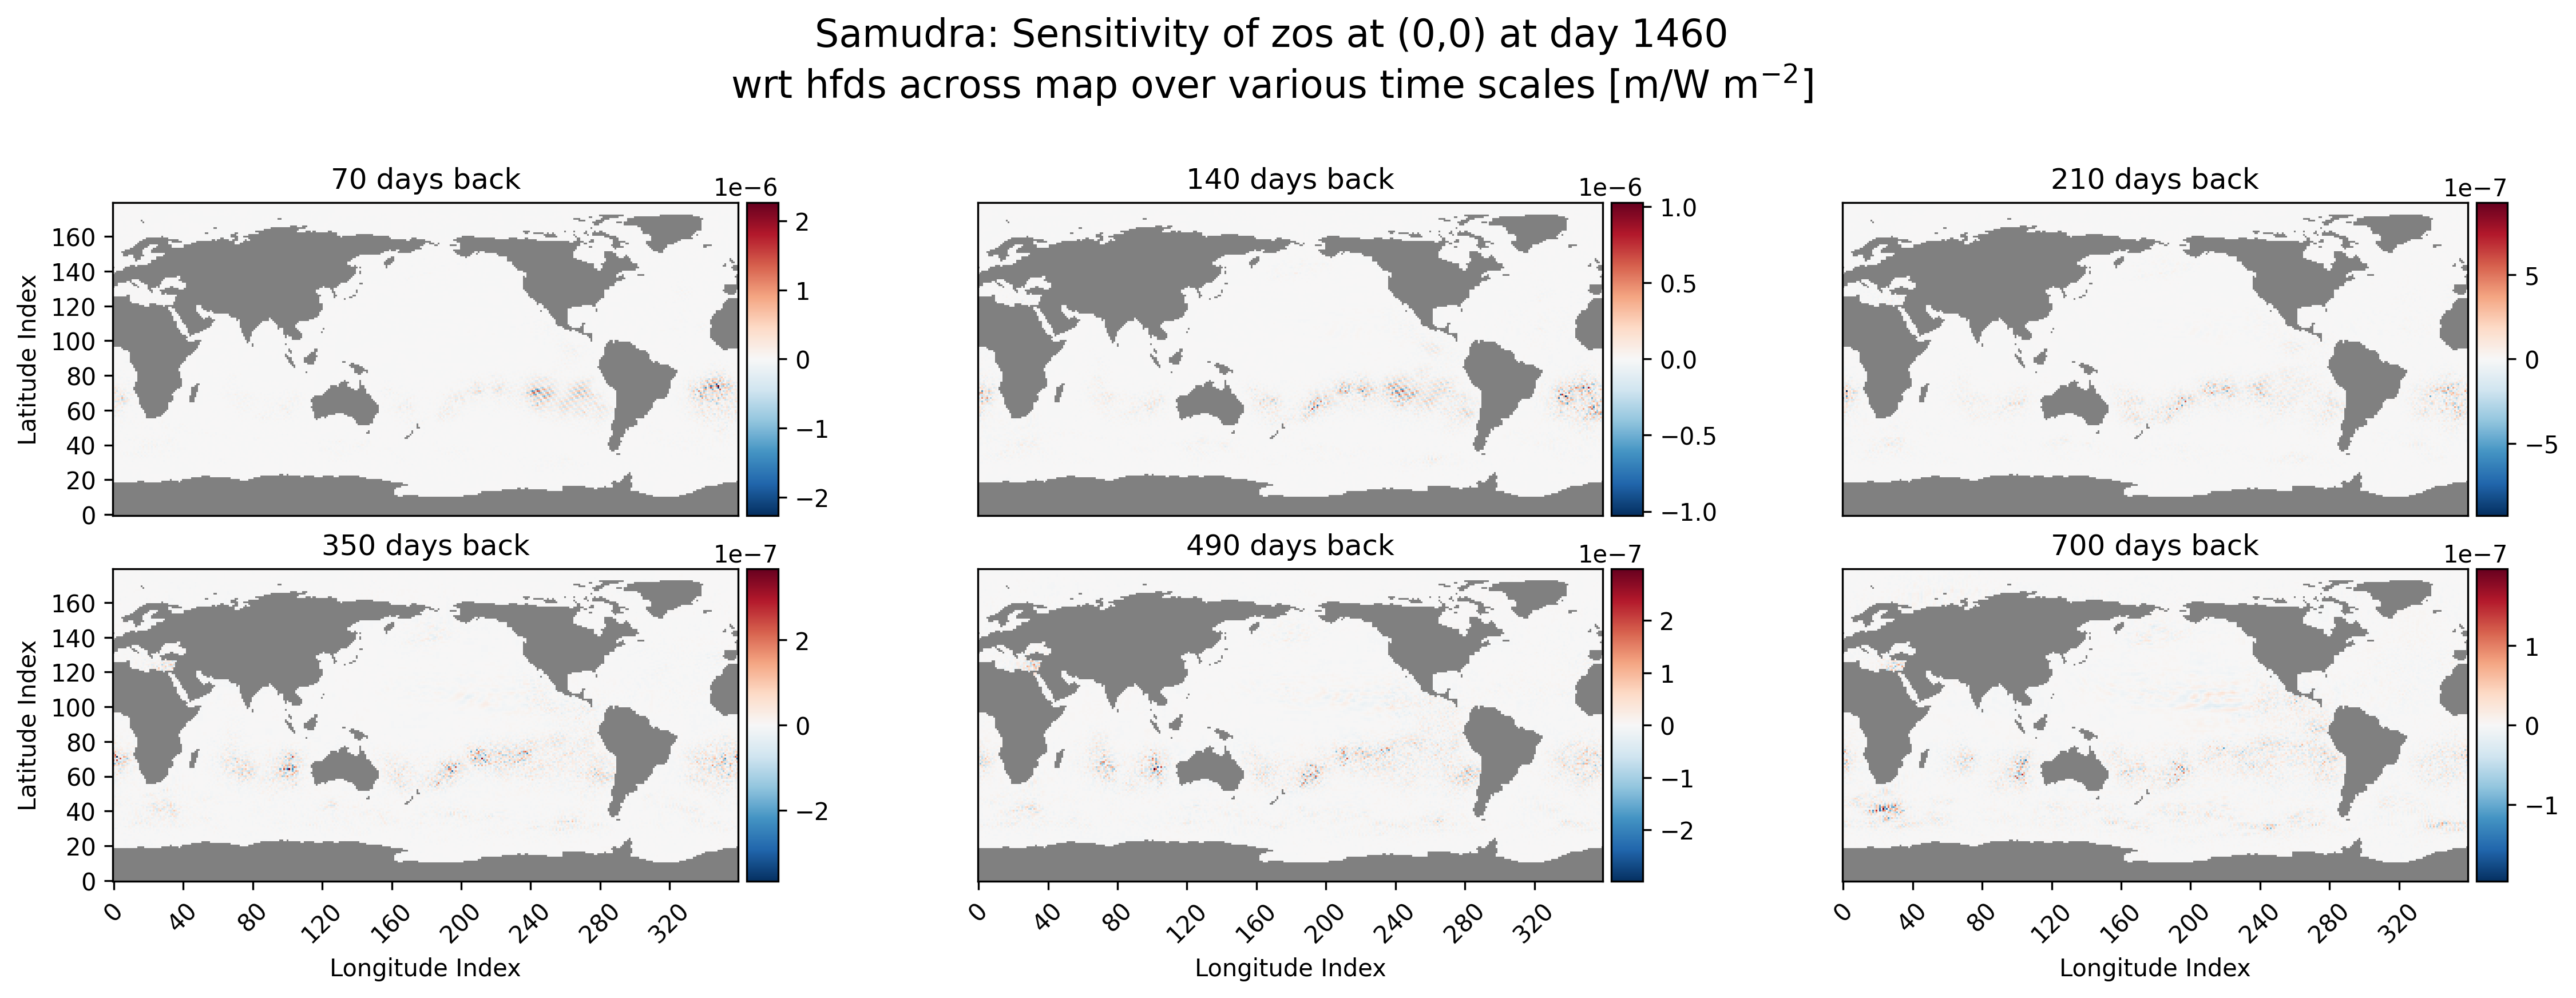 Samudra: Sensitivity of zos at (0,0) at day 1460
wrt hfds across map over various time scales [m/W m⁻²]
70 days back
1e−6
140 days back
1e−6
210 days back
1e−7
Latitude Index
160
140
120
100
80
60
40
20
0
2
1
0
−1
−2
1.0
0.5
0.0
−0.5
−1.0
5
0
−5
350 days back
1e−7
490 days back
1e−7
700 days back
1e−7
Latitude Index
160
140
120
100
80
60
40
20
0
2
0
−2
2
1
0
−1
−2
1
0
−1
0 40 80 120 160 200 240 280 320
0 40 80 120 160 200 240 280 320
0 40 80 120 160 200 240 280 320
Longitude Index
Longitude Index
Longitude Index